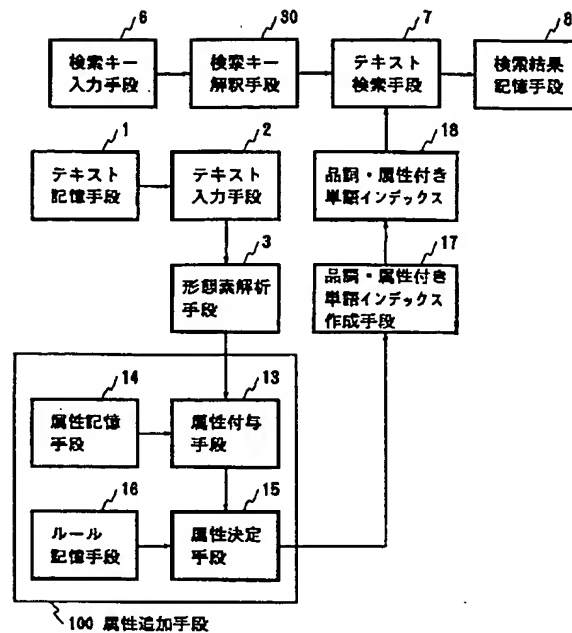 6
検索キー
入力手段
30
検索キー
解釈手段
7
テキスト
検索手段
8
検索結果
記憶手段
1
テキスト
記憶手段
2
テキスト
入力手段
18
品詞・属性付き
単語インデックス
3
形態素解析
手段
17
品詞・属性付き
単語インデックス
作成手段
14
属性記憶
手段
13
属性付与
手段
16
ルール
記憶手段
15
属性決定
手段
100 属性追加手段